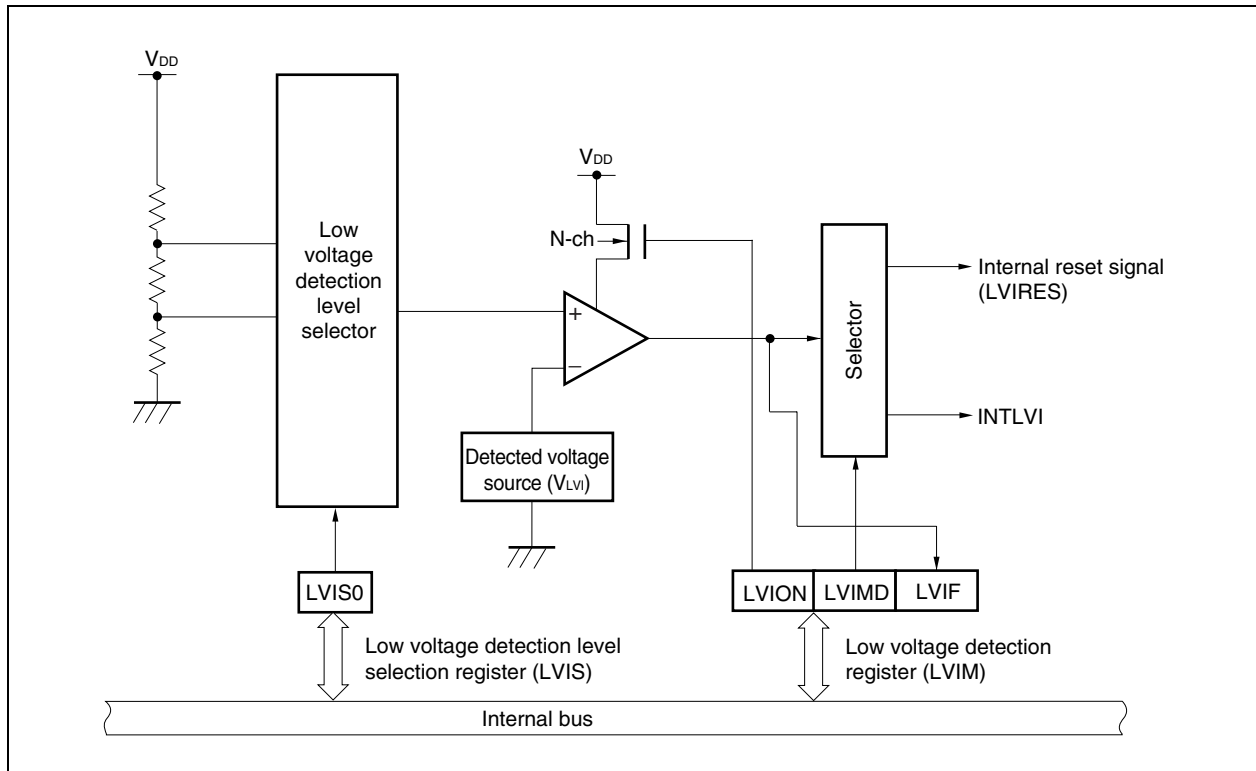 VDD
VDD
Low
voltage
detection
level
selector
N-ch
+
−
Detected voltage
source (VLVI)
Selector
Internal reset signal
(LVIRES)
INTLVI
LVIS0
LVION LVIMD LVIF
Low voltage detection level
selection register (LVIS)
Low voltage detection
register (LVIM)
Internal bus